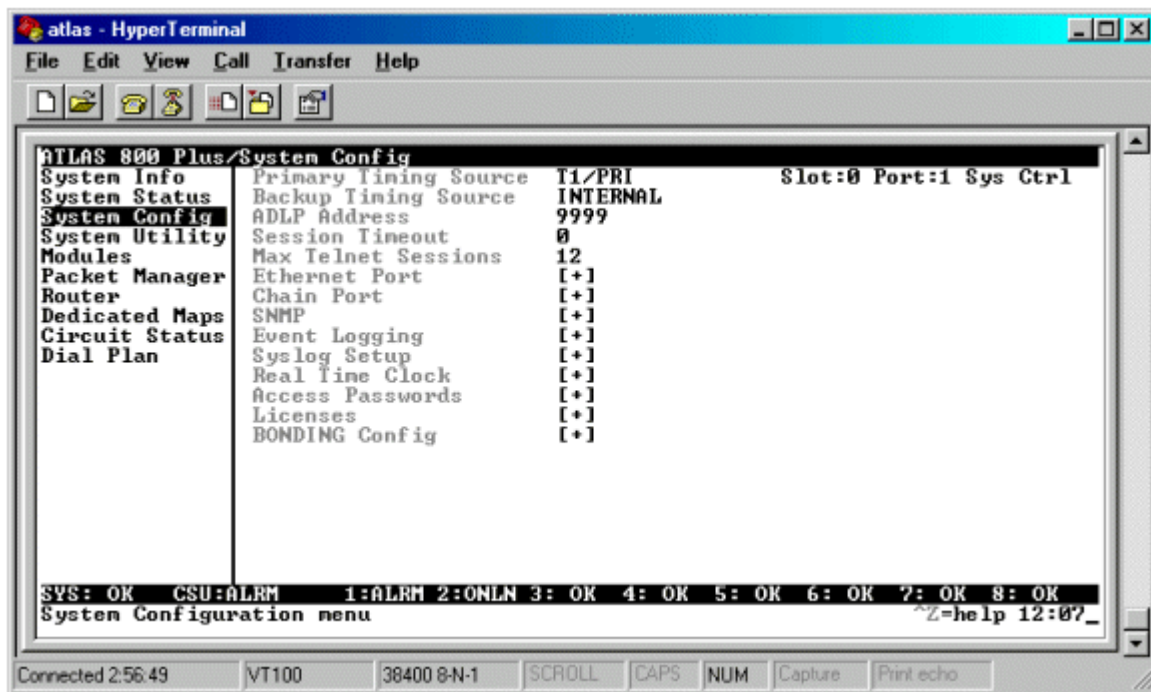 atlas - HyperTerminal
File Edit View Call Transfer Help
ATLAS 800 Plus/System Config
System Info Primary Timing Source T1/PRI Slot:0 Port:1 Sys Ctrl
System Status Backup Timing Source INTERNAL
System Config ADLP Address 9999
System Utility Session Timeout 0
Modules Max Telnet Sessions 12
Packet Manager Ethernet Port [+]
Router Chain Port [+]
Dedicated Maps SNMP [+]
Circuit Status Event Logging [+]
Dial Plan Syslog Setup [+]
Real Time Clock [+]
Access Passwords [+]
Licenses [+]
BONDING Config [+]
SYS: OK CSU:ALRM 1:ALRM 2:ONLN 3: OK 4: OK 5: OK 6: OK 7: OK 8: OK
System Configuration menu ^Z=help 12:07_
Connected 2:56:49 VT100 38400 8-N-1 SCROLL CAPS NUM Capture Print echo